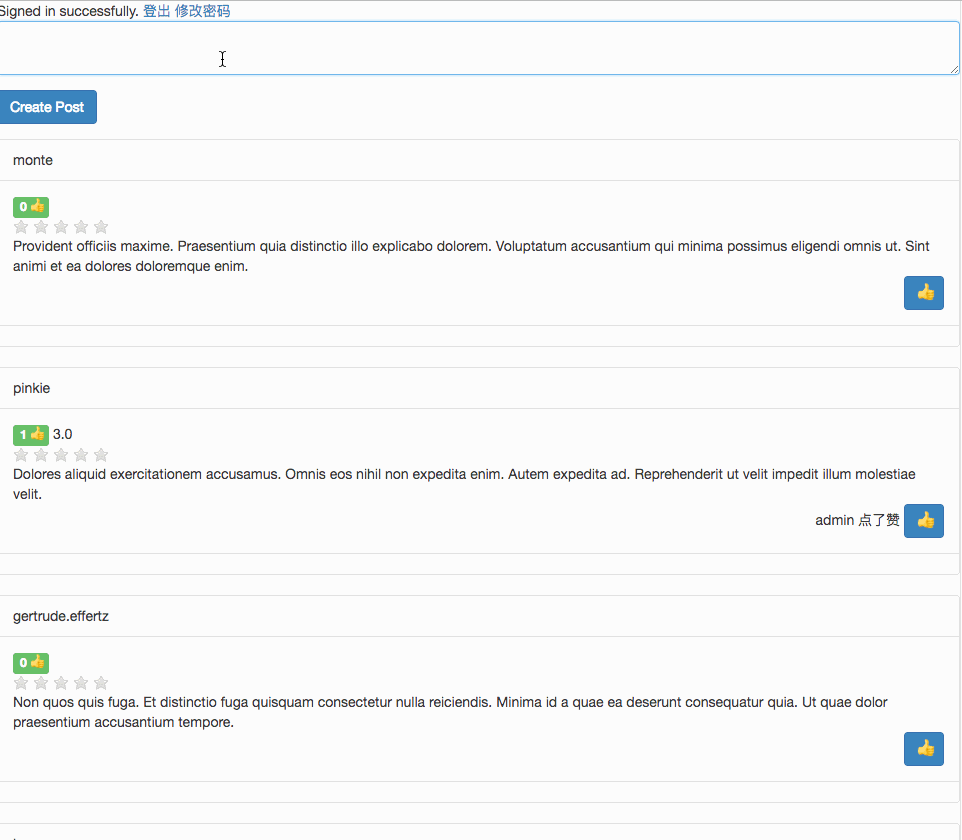 Signed in successfully. 登出 修改密码
Create Post
monte
0 👍
Provident officiis maxime. Praesentium quia distinctio illo explicabo dolorem. Voluptatum accusantium qui minima possimus eligendi omnis ut. Sint
animi et ea dolores doloremque enim.
👍
pinkie
1 👍 3.0
Dolores aliquid exercitationem accusamus. Omnis eos nihil non expedita enim. Autem expedita ad. Reprehenderit ut velit impedit illum molestiae
velit.
admin 点了赞 👍
gertrude.effertz
0 👍
Non quos quis fuga. Et distinctio fuga quisquam consectetur nulla reiciendis. Minima id a quae ea deserunt consequatur quia. Ut quae dolor
praesentium accusantium tempore.
👍